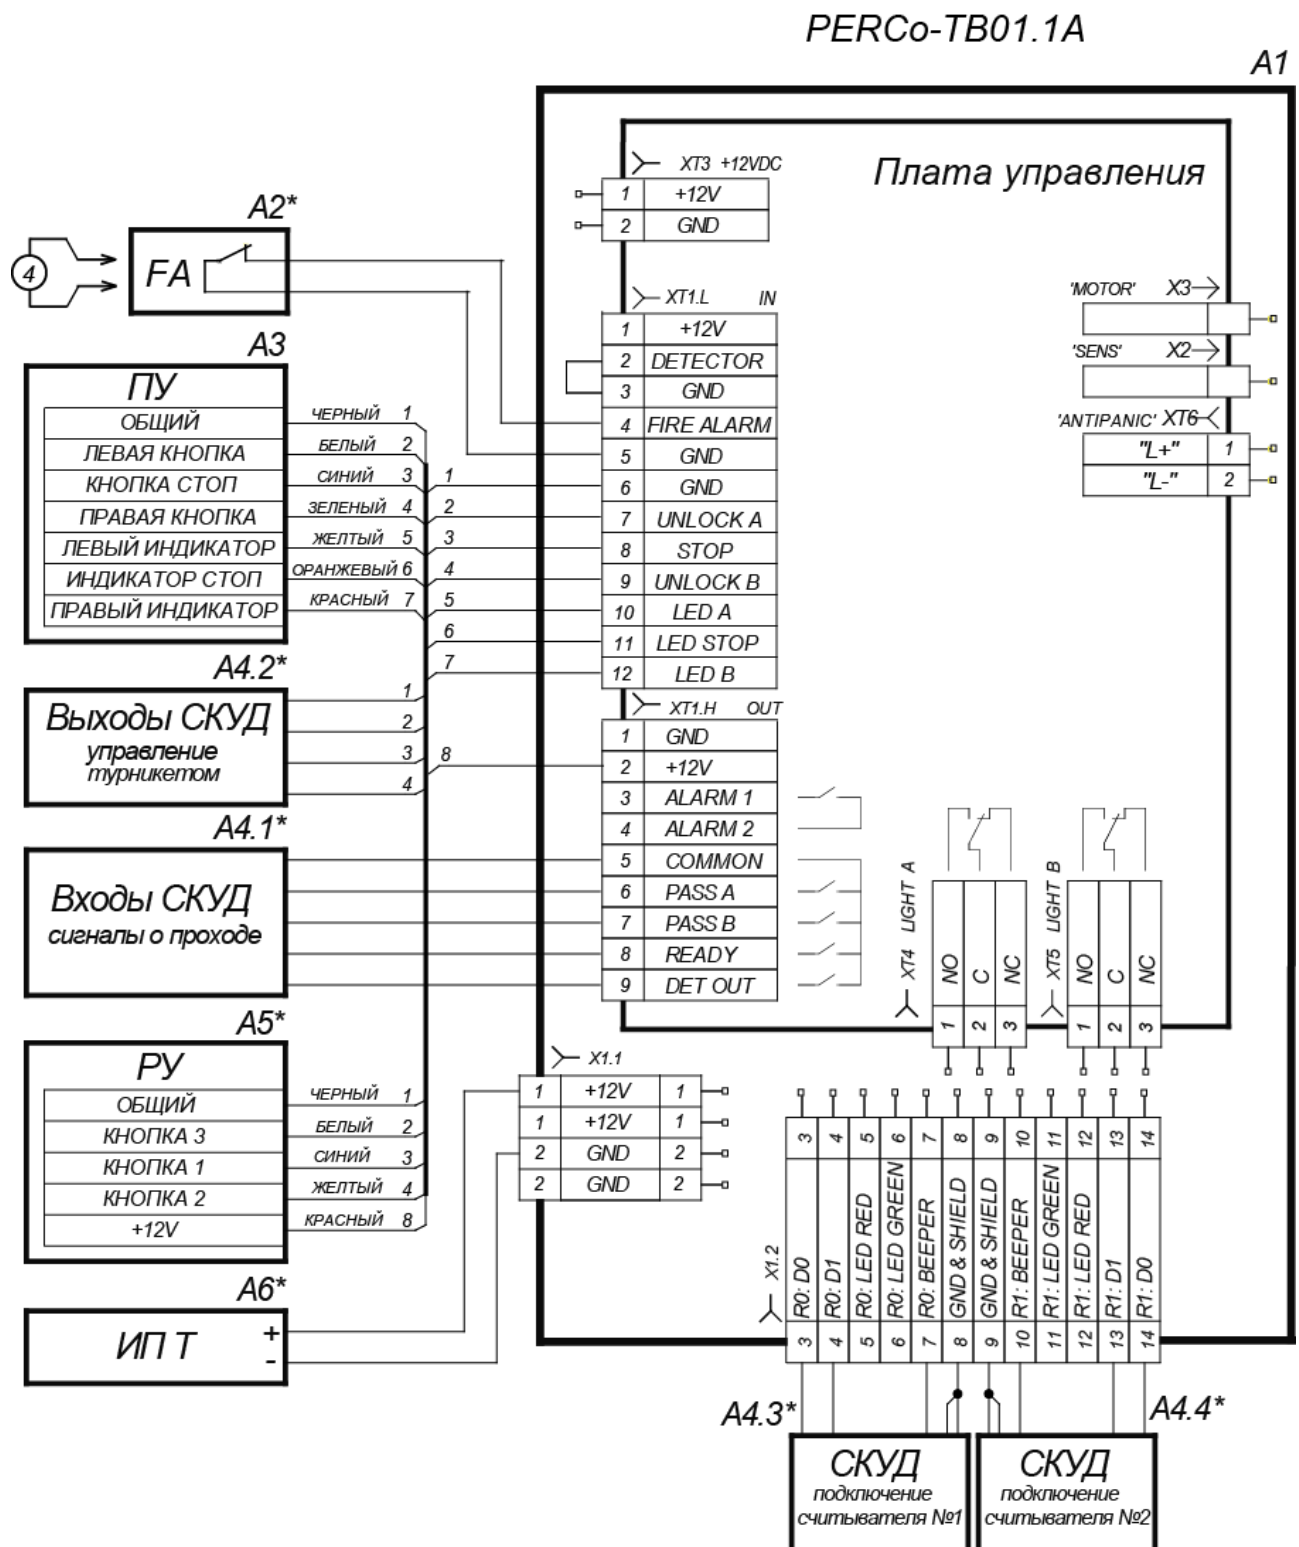 PERCo-TB01.1A
A1
Плата управления
XT3 +12VDC
1 +12V
2 GND
A2*
4
FA
XT1.L IN
1 +12V
2 DETECTOR
3 GND
4 FIRE ALARM
5 GND
6 GND
7 UNLOCK A
8 STOP
9 UNLOCK B
10 LED A
11 LED STOP
12 LED B
'MOTOR' X3
'SENS' X2
'ANTIPANIC' XT6
"L+" 1
"L-" 2
A3
ПУ
ОБЩИЙ ЧЕРНЫЙ 1
ЛЕВАЯ КНОПКА БЕЛЫЙ 2
КНОПКА СТОП СИНИЙ 3
ПРАВАЯ КНОПКА ЗЕЛЕНЫЙ 4
ЛЕВЫЙ ИНДИКАТОР ЖЕЛТЫЙ 5
ИНДИКАТОР СТОП ОРАНЖЕВЫЙ 6
ПРАВЫЙ ИНДИКАТОР КРАСНЫЙ 7
1
2
3
4
5
6
7
8
A4.2*
Выходы СКУД
управление
турникетом
1
2
3
4
XT1.H OUT
1 GND
2 +12V
3 ALARM 1
4 ALARM 2
5 COMMON
6 PASS A
7 PASS B
8 READY
9 DET OUT
A4.1*
Входы СКУД
сигналы о проходе
XT4 LIGHT A
NO 1
C 2
NC 3
XT5 LIGHT B
NO 1
C 2
NC 3
A5*
РУ
ОБЩИЙ ЧЕРНЫЙ 1
КНОПКА 3 БЕЛЫЙ 2
КНОПКА 1 СИНИЙ 3
КНОПКА 2 ЖЕЛТЫЙ 4
+12V КРАСНЫЙ 8
X1.1
1 +12V 1
1 +12V 1
2 GND 2
2 GND 2
A6*
ИП Т + -
X1.2
3 R0: D0 3
4 R0: D1 4
5 R0: LED RED 5
6 R0: LED GREEN 6
7 R0: BEEPER 7
8 GND & SHIELD 8
9 GND & SHIELD 9
10 R1: BEEPER 10
11 R1: LED GREEN 11
12 R1: LED RED 12
13 R1: D1 13
14 R1: D0 14
A4.3*
СКУД
подключение
считывателя №1
A4.4*
СКУД
подключение
считывателя №2